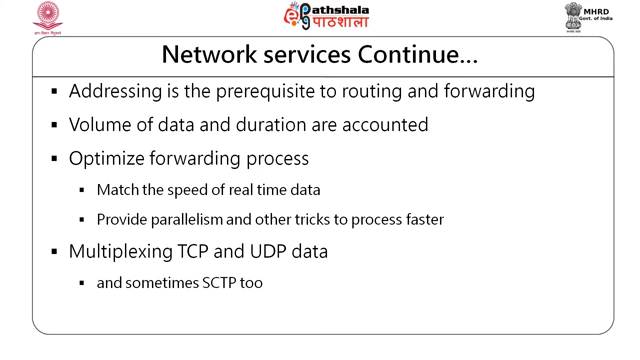 ePathshala
पाठशाला
MHRD
Govt. of India
Network services Continue...
▪ Addressing is the prerequisite to routing and forwarding
▪ Volume of data and duration are accounted
▪ Optimize forwarding process
▪ Match the speed of real time data
▪ Provide parallelism and other tricks to process faster
▪ Multiplexing TCP and UDP data
▪ and sometimes SCTP too